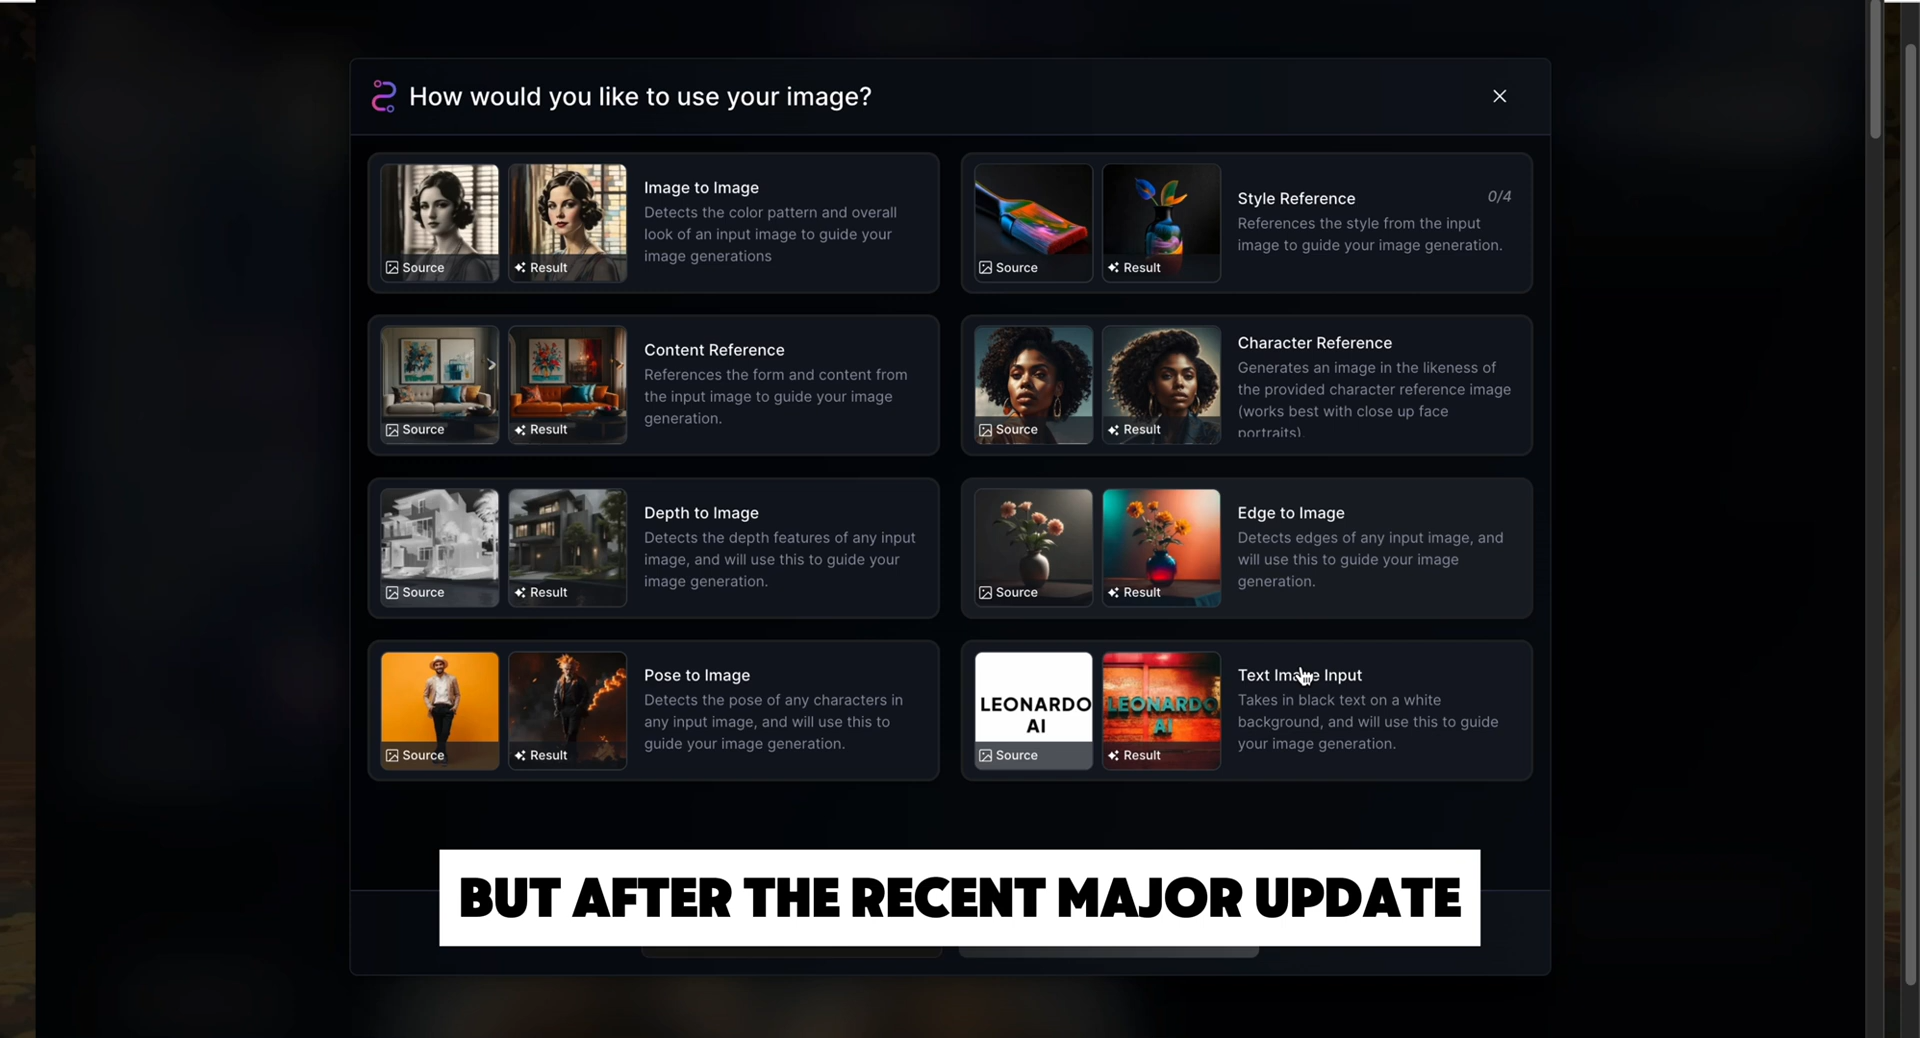 How would you like to use your image?
Image to Image
Detects the color pattern and overall
look of an input image to guide your
image generations
Source
Result
Style Reference
0/4
References the style from the input
image to guide your image generation.
Source
Result
Content Reference
References the form and content from
the input image to guide your image
generation.
Source
Result
Character Reference
Generates an image in the likeness of
the provided character reference image
(works best with close up face
portraits).
Source
Result
Depth to Image
Detects the depth features of any input
image, and will use this to guide your
image generation.
Source
Result
Edge to Image
Detects edges of any input image, and
will use this to guide your image
generation.
Source
Result
Pose to Image
Detects the pose of any characters in
any input image, and will use this to
guide your image generation.
Source
Result
Text Image Input
Takes in black text on a white
background, and will use this to guide
your image generation.
LEONARDO
AI
Source
LEONARDO
AI
Result
BUT AFTER THE RECENT MAJOR UPDATE